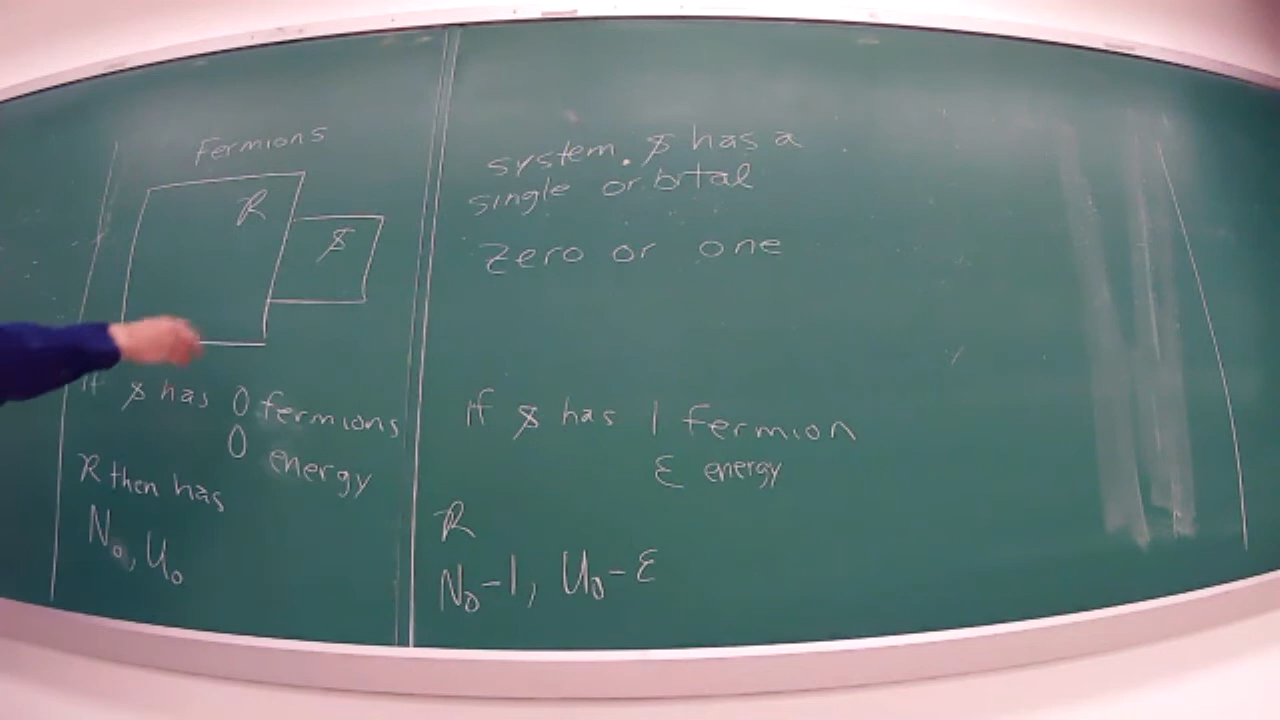 Fermions
R
$
If $ has 0 fermions
0 energy
R then has
N₀, U₀
system $ has a
single orbital
Zero or one
If $ has 1 fermion
ε energy
R
N₀-1, U₀-ε